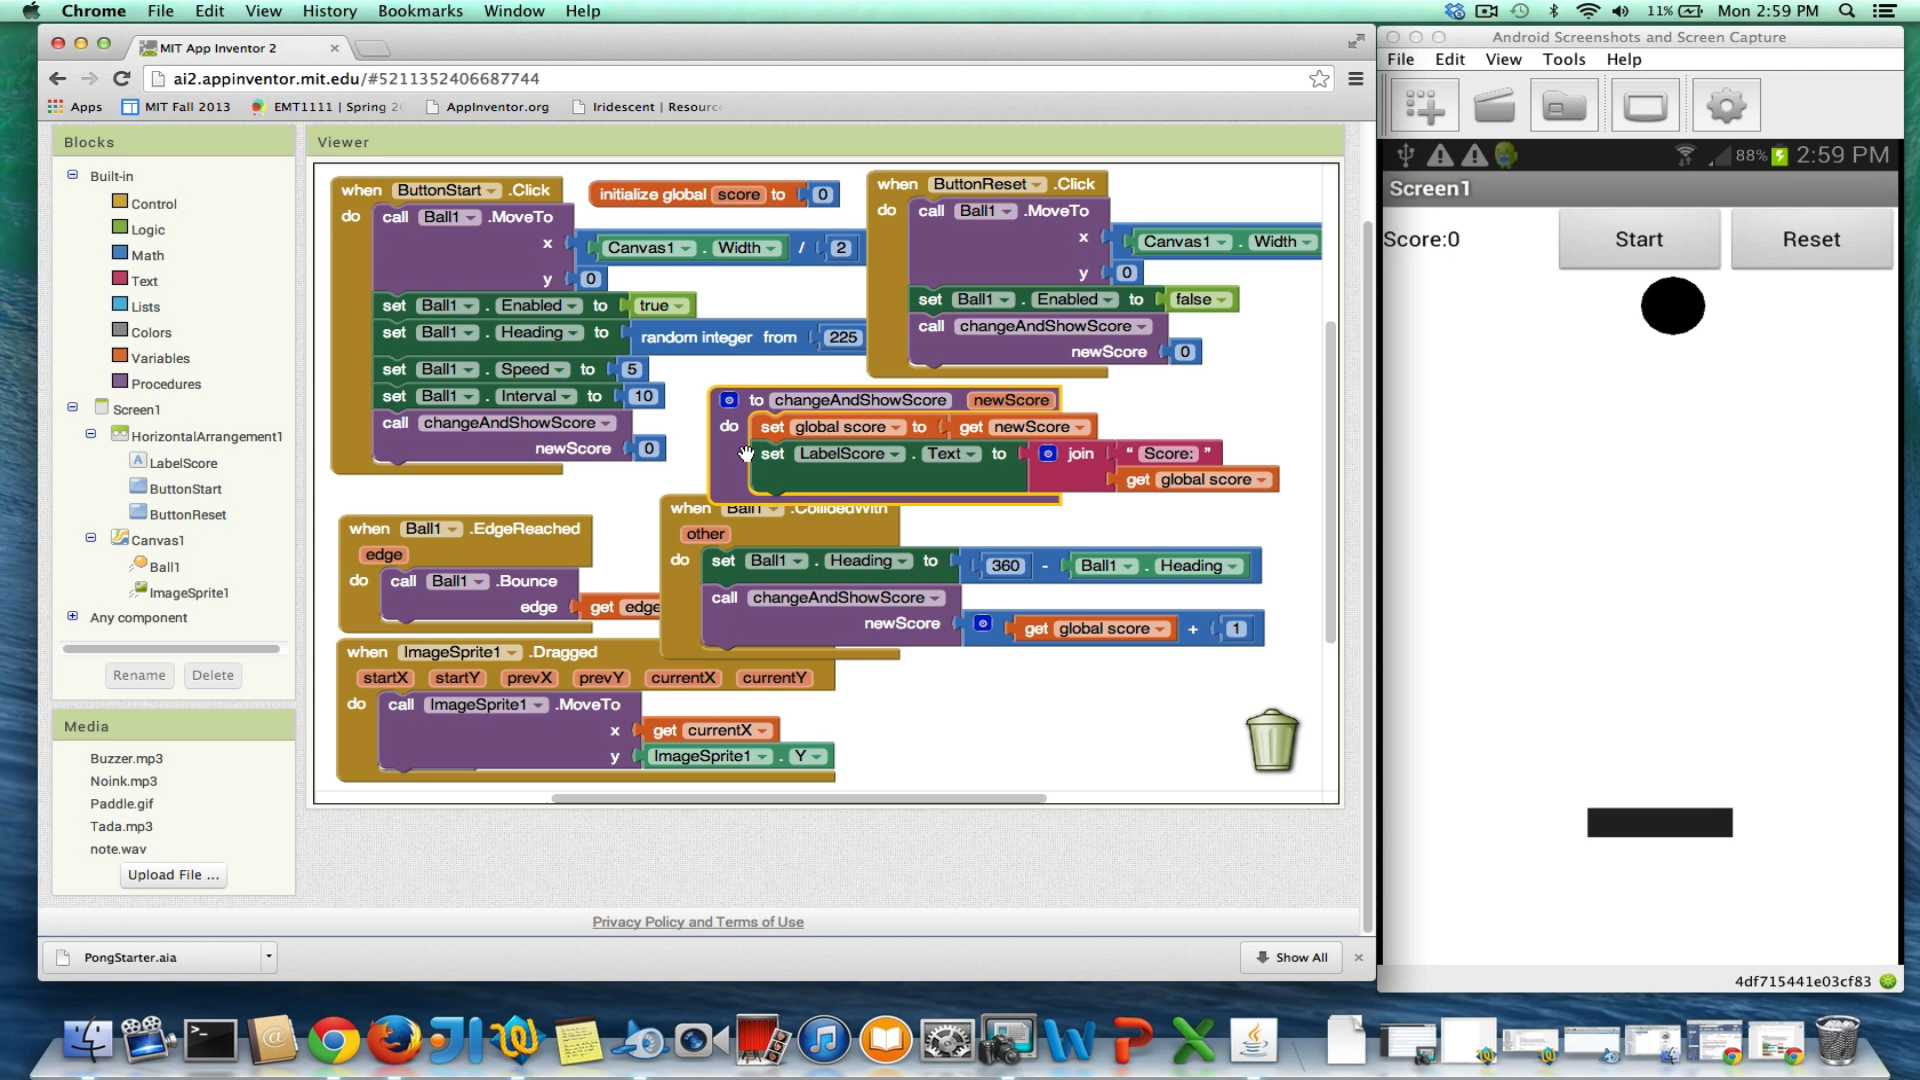 Chrome File Edit View History Bookmarks Window Help
11% Mon 2:59 PM
MIT App Inventor 2
ai2.appinventor.mit.edu/#5211352406687744
Apps MIT Fall 2013 EMT1111 | Spring AppInventor.org Iridescent |
Blocks
Built-in
Control
Logic
Math
Text
Lists
Colors
Variables
Procedures
Screen1
HorizontalArrangement1
LabelScore
ButtonStart
ButtonReset
Canvas1
Ball1
ImageSprite1
Any component
Rename Delete
Media
Buzzer.mp3
Noink.mp3
Paddle.gif
Tada.mp3
note.wav
Upload File ...
Viewer
when ButtonStart .Click
do call Ball1 .MoveTo
x Canvas1 . Width / 2
y 0
set Ball1 . Enabled to true
set Ball1 . Heading to random integer from 225
set Ball1 . Speed to 5
set Ball1 . Interval to 10
call changeAndShowScore
newScore 0
initialize global score to 0
when ButtonReset .Click
do call Ball1 .MoveTo
x Canvas1 . Width
y 0
set Ball1 . Enabled to false
call changeAndShowScore
newScore 0
to changeAndShowScore newScore
do set global score to get newScore
set LabelScore . Text to join " Score: "
get global score
when Ball1 .EdgeReached
edge
do call Ball1 .Bounce
edge get edge
when Ball1 .CollidedWith
other
do set Ball1 . Heading to 360 - Ball1 . Heading
call changeAndShowScore
newScore get global score + 1
when ImageSprite1 .Dragged
startX startY prevX prevY currentX currentY
do call ImageSprite1 .MoveTo
x get currentX
y ImageSprite1 . Y
Privacy Policy and Terms of Use
PongStarter.aia
Show All
Android Screenshots and Screen Capture
File Edit View Tools Help
88% 2:59 PM
Screen1
Score:0 Start Reset
4df715441e03cf83